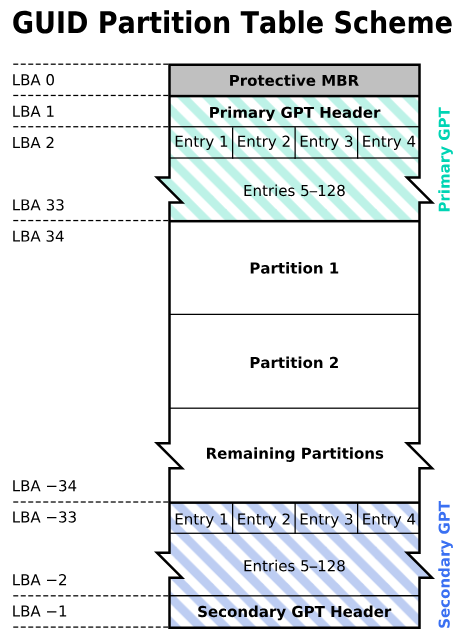 GUID Partition Table Scheme
LBA 0
Protective MBR
LBA 1
Primary GPT Header
LBA 2
Entry 1 Entry 2 Entry 3 Entry 4
Entries 5–128
LBA 33
Primary GPT
LBA 34
Partition 1
Partition 2
Remaining Partitions
LBA −34
LBA −33
Entry 1 Entry 2 Entry 3 Entry 4
Entries 5–128
LBA −2
LBA −1
Secondary GPT Header
Secondary GPT